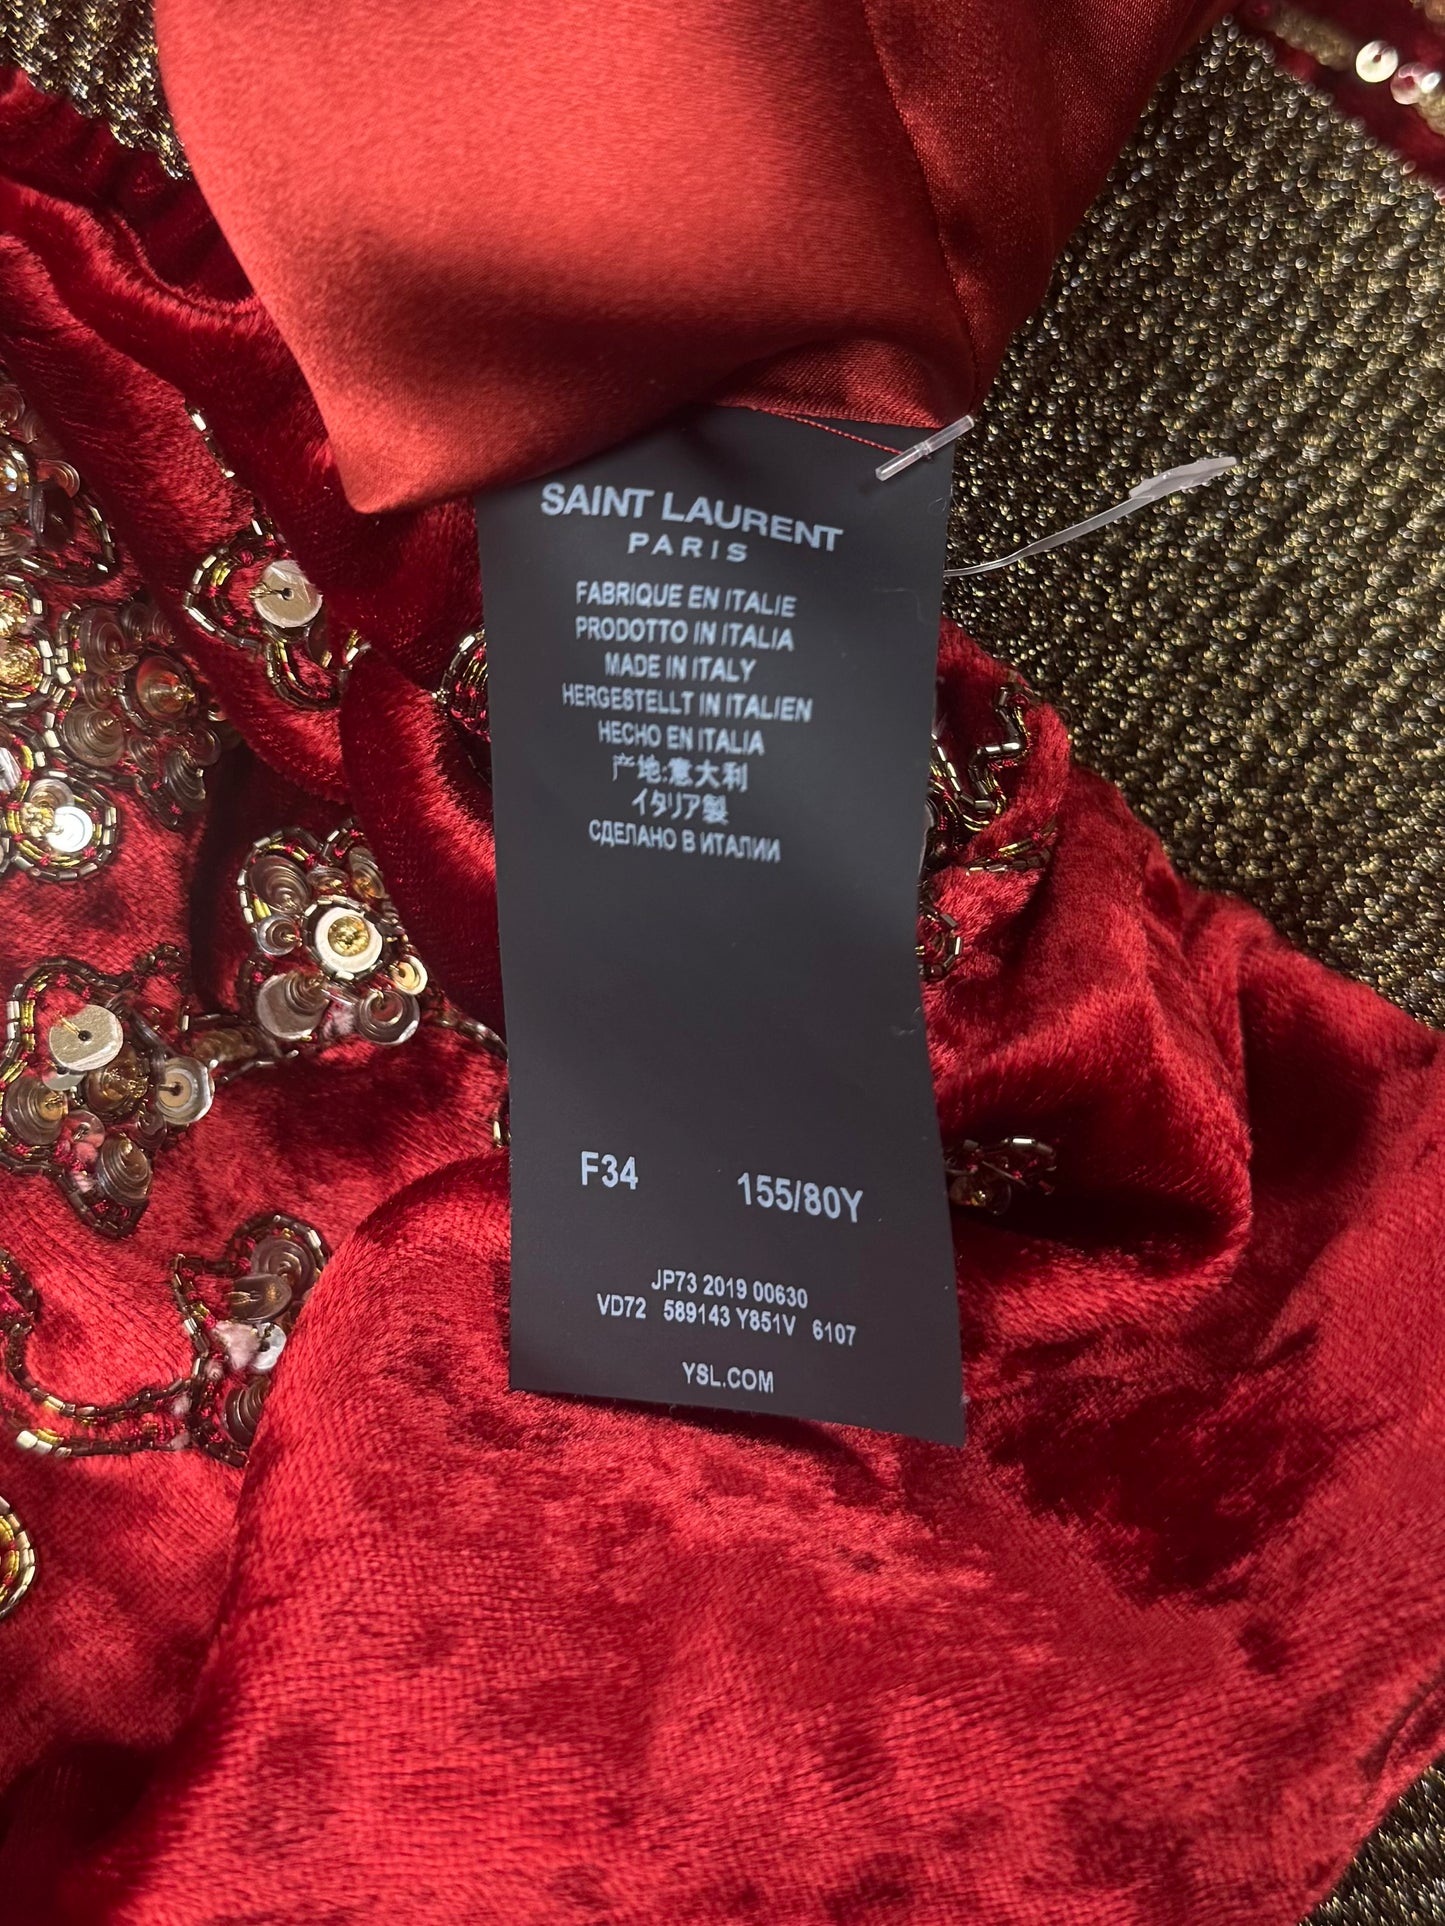 SAINT LAURENT
PARIS
FABRIQUE EN ITALIE
PRODOTTO IN ITALIA
MADE IN ITALY
HERGESTELLT IN ITALIEN
HECHO EN ITALIA
产地:意大利
イタリア製
СДЕЛАНО В ИТАЛИИ
F34 155/80Y
JP73 2019 00630
VD72 589143 Y851V 6107
YSL.COM